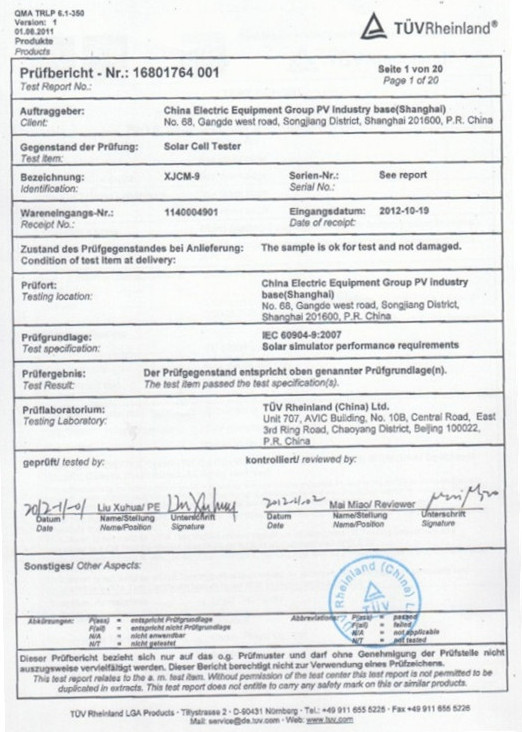 QMA TRLP 6.1-350
Version: 1
01.06.2011
Produkte
Products
TÜVRheinland®
Prüfbericht - Nr.: 16801764 001
Test Report No.:
Seite 1 von 20
Page 1 of 20
Auftraggeber: China Electric Equipment Group PV Industry base(Shanghai)
Client: No. 68, Gangde west road, Songjiang District, Shanghai 201600, P.R. China
Gegenstand der Prüfung: Solar Cell Tester
Test item:
Bezeichnung: XJCM-9 Serien-Nr.: See report
Identification: Serial No.:
Wareneingangs-Nr.: 1140004901 Eingangsdatum: 2012-10-19
Receipt No.: Date of receipt:
Zustand des Prüfgegenstandes bei Anlieferung: The sample is ok for test and not damaged.
Condition of test item at delivery:
Prüfort: China Electric Equipment Group PV industry
Testing location: base(Shanghai)
No. 68, Gangde west road, Songjiang District,
Shanghai 201600, P.R. China
Prüfgrundlage: IEC 60904-9:2007
Test specification: Solar simulator performance requirements
Prüfergebnis: Der Prüfgegenstand entspricht oben genannter Prüfgrundlage(n).
Test Result: The test item passed the test specification(s).
Prüflaboratorium: TÜV Rheinland (China) Ltd.
Testing Laboratory: Unit 707, AVIC Building, No. 10B, Central Road, East
3rd Ring Road, Chaoyang District, Beijing 100022,
P.R. China
geprüft/ tested by: kontrolliert/ reviewed by:
2012-11-01 Liu Xuhua/ PE Liu Xuhua 2012-11-02 Mai Miao/ Reviewer
Datum Name/Stellung Unterschrift Datum Name/Stellung Unterschrift
Date Name/Position Signature Date Name/Position Signature
Sonstiges/ Other Aspects:
Rheinland (China)
TÜV
Abkürzungen: P(ass) = entspricht Prüfgrundlage Abbreviations: P(ass) = passed
F(ail) = entspricht nicht Prüfgrundlage F(ail) = failed
N/A = nicht anwendbar N/A = not applicable
N/T = nicht getestet N/T = not tested
Dieser Prüfbericht bezieht sich nur auf das o.g. Prüfmuster und darf ohne Genehmigung der Prüfstelle nicht
auszugsweise vervielfältigt werden. Dieser Bericht berechtigt nicht zur Verwendung eines Prüfzeichens.
This test report relates to the a. m. test item. Without permission of the test center this test report is not permitted to be
duplicated in extracts. This test report does not entitle to carry any safety mark on this or similar products.
TÜV Rheinland LGA Products - Tillystrasse 2 - D-90431 Nürnberg - Tel.: +49 911 655 5225 - Fax +49 911 655 5226
Mail: service@de.tuv.com - Web: www.tuv.com